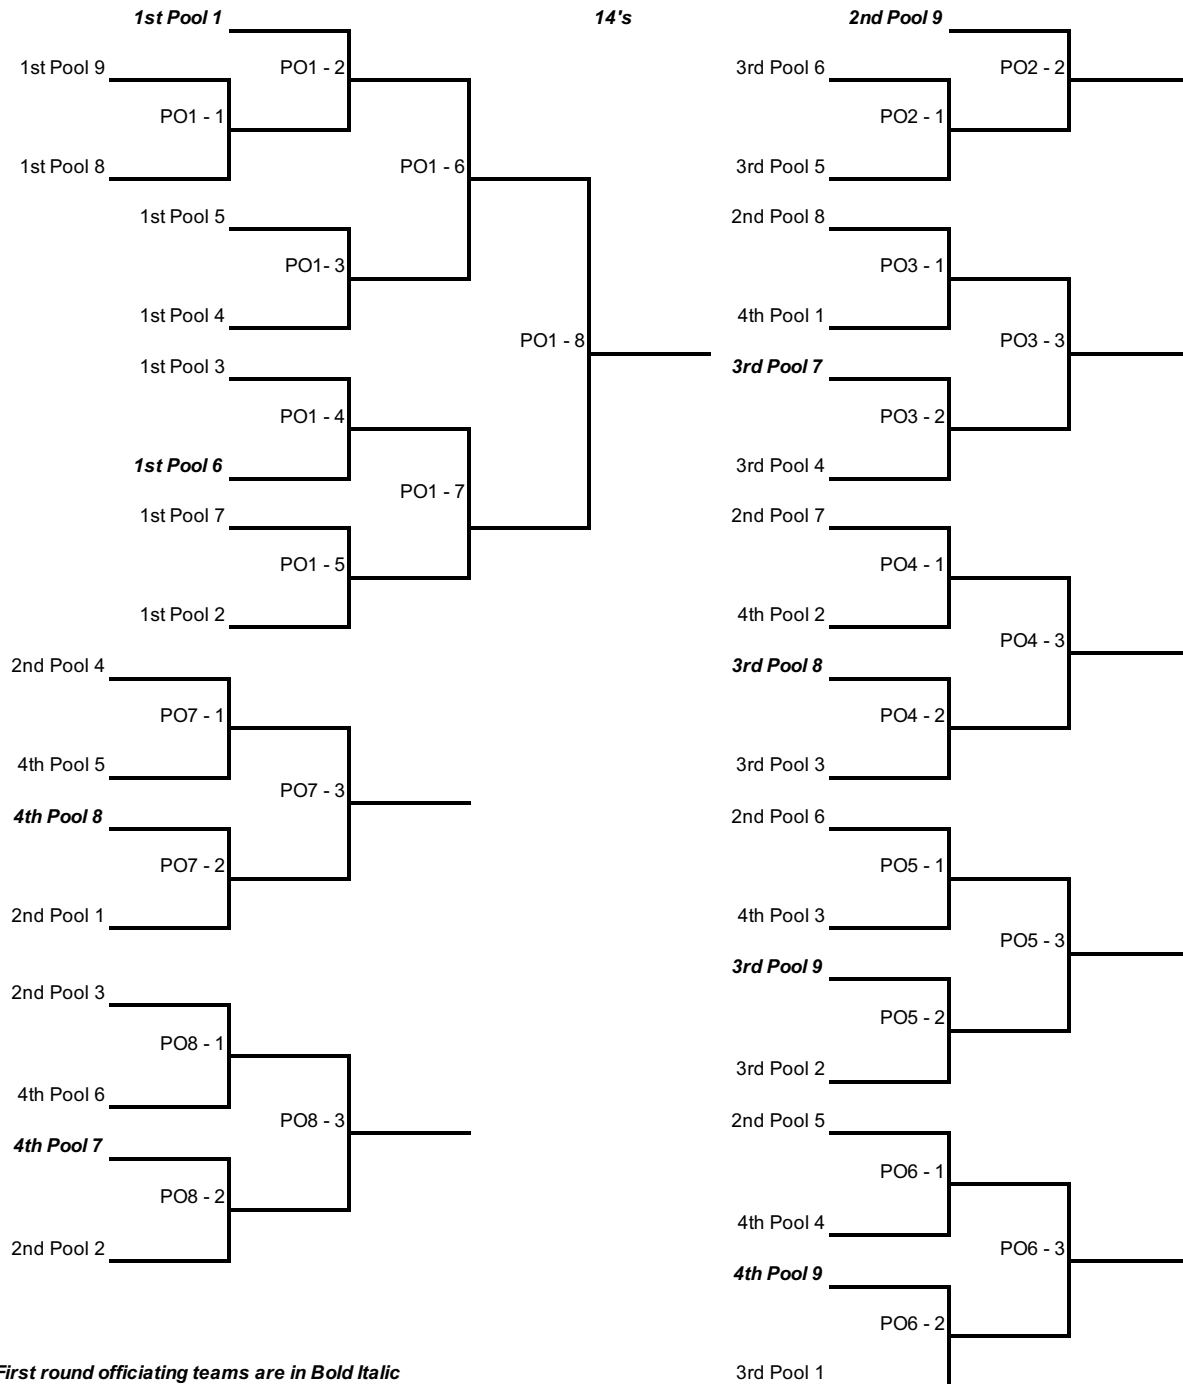 1st Pool 1
14's
2nd Pool 9
1st Pool 9
PO1 - 2
3rd Pool 6
PO2 - 2
PO1 - 1
PO2 - 1
1st Pool 8
PO1 - 6
3rd Pool 5
1st Pool 5
2nd Pool 8
PO1- 3
PO3 - 1
1st Pool 4
4th Pool 1
PO1 - 8
PO3 - 3
1st Pool 3
3rd Pool 7
PO1 - 4
PO3 - 2
1st Pool 6
3rd Pool 4
PO1 - 7
1st Pool 7
2nd Pool 7
PO1 - 5
PO4 - 1
1st Pool 2
4th Pool 2
PO4 - 3
2nd Pool 4
3rd Pool 8
PO7 - 1
PO4 - 2
4th Pool 5
3rd Pool 3
PO7 - 3
4th Pool 8
2nd Pool 6
PO7 - 2
PO5 - 1
2nd Pool 1
4th Pool 3
PO5 - 3
3rd Pool 9
2nd Pool 3
PO5 - 2
PO8 - 1
3rd Pool 2
4th Pool 6
PO8 - 3
2nd Pool 5
4th Pool 7
PO6 - 1
PO8 - 2
4th Pool 4
2nd Pool 2
PO6 - 3
4th Pool 9
PO6 - 2
First round officiating teams are in Bold Italic
3rd Pool 1